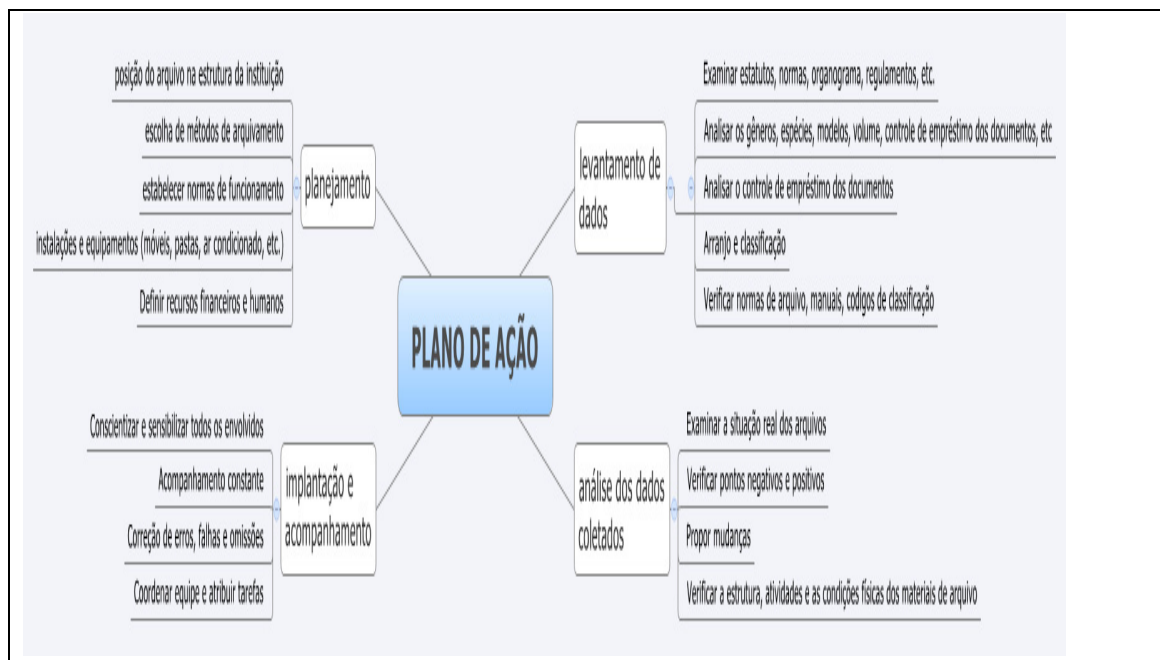 posição do arquivo na estrutura da instituição
escolha de métodos de arquivamento
estabelecer normas de funcionamento
instalações e equipamentos (móveis, pastas, ar condicionado, etc.)
Definir recursos financeiros e humanos
planejamento
levantamento de
dados
Examinar estatutos, normas, organograma, regulamentos, etc.
Analisar os gêneros, espécies, modelos, volume, controle de empréstimo dos documentos, etc
Analisar o controle de empréstimo dos documentos
Arranjo e classificação
Verificar normas de arquivo, manuais, codigos de classificação
PLANO DE AÇÃO
Conscientizar e sensibilizar todos os envolvidos
Acompanhamento constante
Correção de erros, falhas e omissões
Coordenar equipe e atribuir tarefas
implantação e
acompanhamento
análise dos dados
coletados
Examinar a situação real dos arquivos
Verificar pontos negativos e positivos
Propor mudanças
Verificar a estrutura, atividades e as condições físicas dos materiais de arquivo